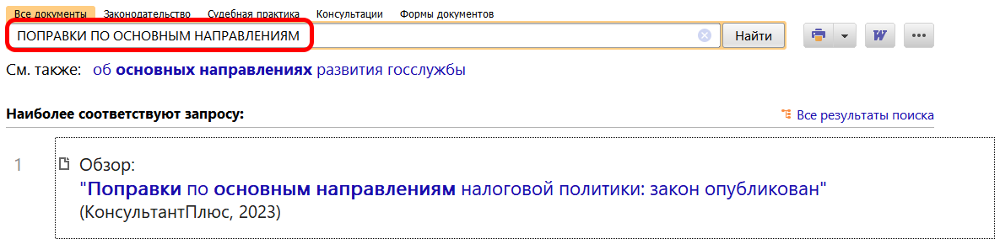 Все документы Законодательство Судебная практика Консультации Формы документов
ПОПРАВКИ ПО ОСНОВНЫМ НАПРАВЛЕНИЯМ Найти W
См. также: об основных направлениях развития госслужбы
Наиболее соответствуют запросу: Все результаты поиска
1 Обзор:
"Поправки по основным направлениям налоговой политики: закон опубликован"
(КонсультантПлюс, 2023)